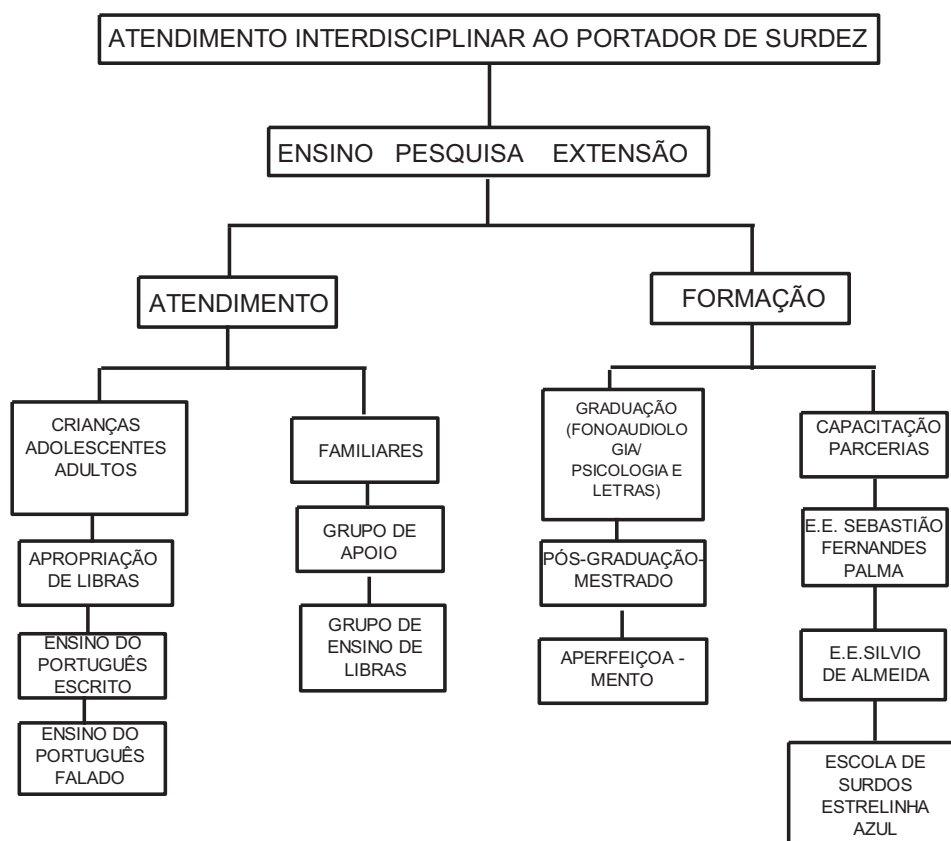 ATENDIMENTO INTERDISCIPLINAR AO PORTADOR DE SURDEZ
ENSINO PESQUISA EXTENSÃO
ATENDIMENTO
FORMAÇÃO
CRIANÇAS
ADOLESCENTES
ADULTOS
APROPRIAÇÃO
DE LIBRAS
ENSINO DO
PORTUGUÊS
ESCRITO
ENSINO DO
PORTUGUÊS
FALADO
FAMILIARES
GRUPO DE
APOIO
GRUPO DE
ENSINO DE
LIBRAS
GRADUAÇÃO
(FONOAUDIOLO
GIA/
PSICOLOGIA E
LETRAS)
PÓS-GRADUAÇÃO-
MESTRADO
APERFEIÇOA - 
MENTO
CAPACITAÇÃO
PARCERIAS
E.E. SEBASTIÃO
FERNANDES
PALMA
E.E.SILVIO
DE ALMEIDA
ESCOLA DE
SURDOS
ESTRELINHA
AZUL